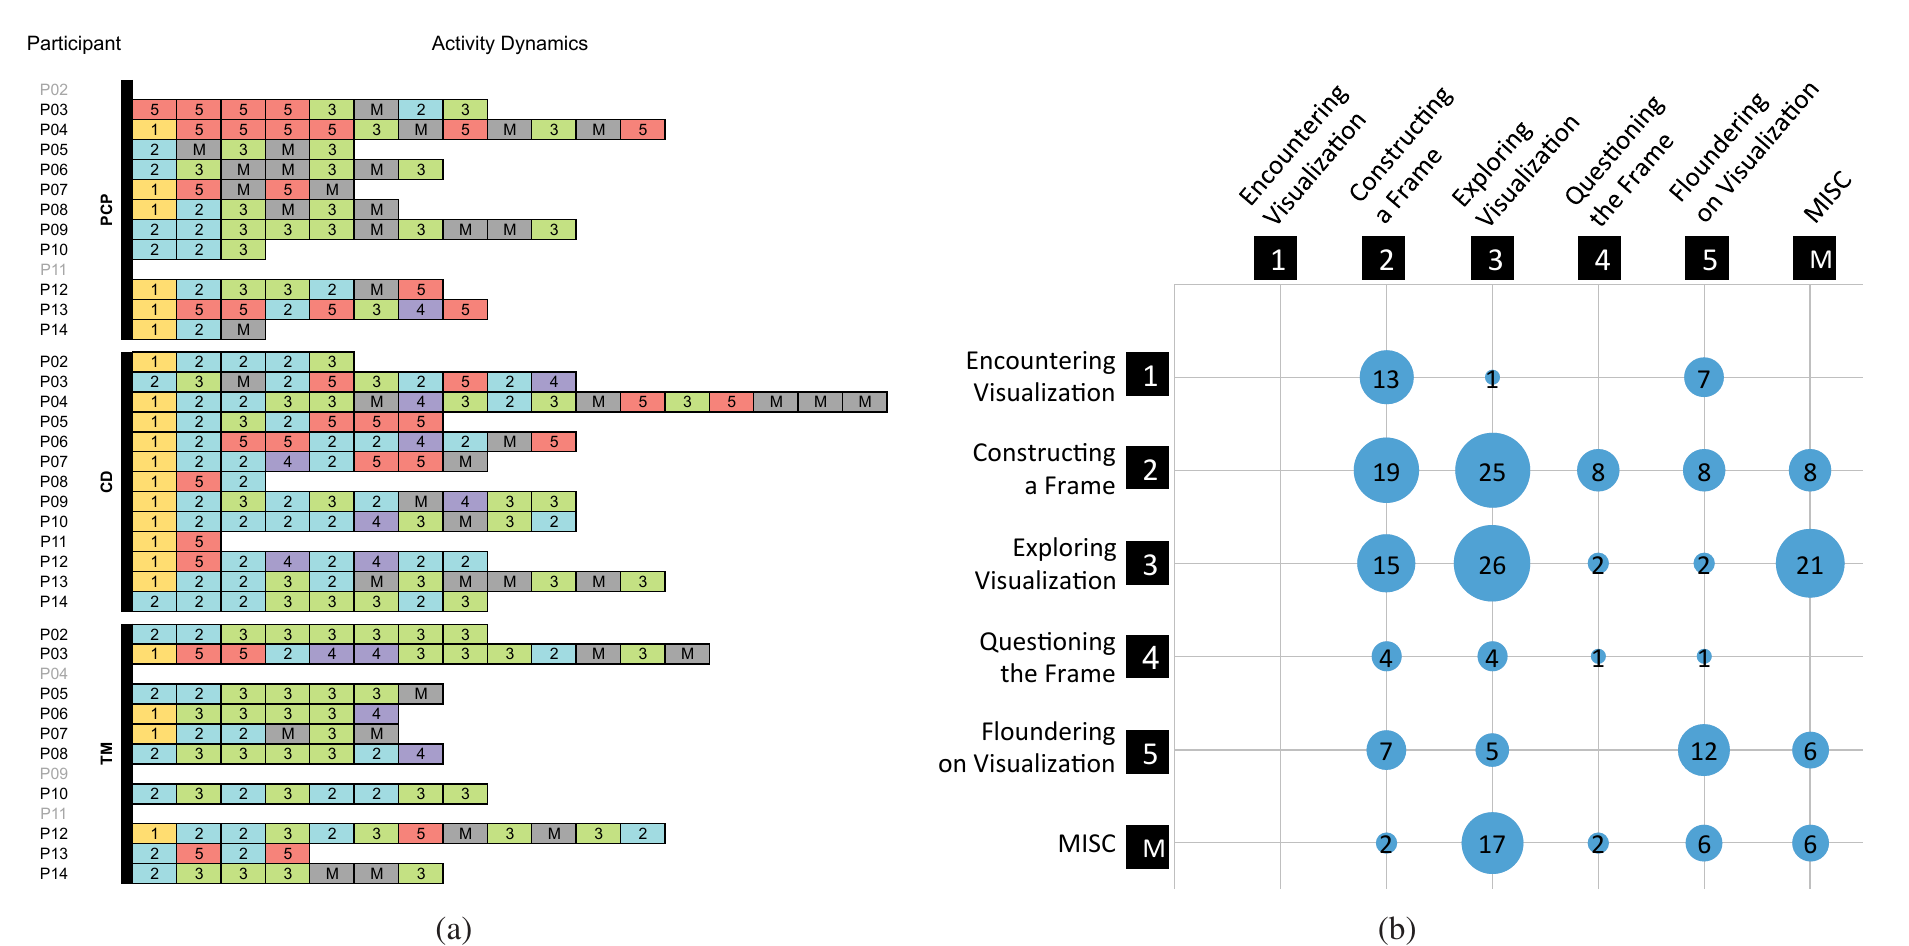 Participant Activity Dynamics
P02
P03 5 5 5 5 3 M 2 3
P04 1 5 5 5 5 3 M 5 M 3 M 5
P05 2 M 3 M 3
P06 2 3 M M 3 M 3
P07 1 5 M 5 M
PCP
P08 1 2 3 M 3 M
P09 2 2 3 3 3 M 3 M M 3
P10 2 2 3
P11
P12 1 2 3 3 2 M 5
P13 1 5 5 2 5 3 4 5
P14 1 2 M
P02 1 2 2 2 3
P03 2 3 M 2 5 3 2 5 2 4
P04 1 2 2 3 3 M 4 3 2 3 M 5 3 5 M M M
P05 1 2 3 2 5 5 5
P06 1 2 5 5 2 2 4 2 M 5
P07 1 2 2 4 2 5 5 M
CD
P08 1 5 2
P09 1 2 3 2 3 2 M 4 3 3
P10 1 2 2 2 2 4 3 M 3 2
P11 1 5
P12 1 5 2 4 2 4 2 2
P13 1 2 2 3 2 M 3 M M 3 M 3
P14 2 2 2 3 3 3 2 3
P02 2 2 3 3 3 3 3 3
P03 1 5 5 2 4 4 3 3 3 2 M 3 M
P04
P05 2 2 3 3 3 3 M
P06 1 3 3 3 3 4
P07 1 2 2 M 3 M
TM
P08 2 3 3 3 3 2 4
P09
P10 2 3 2 3 2 2 3 3
P11
P12 1 2 2 3 2 3 5 M 3 M 3 2
P13 2 5 2 5
P14 2 3 3 3 M M 3
(a)
Encountering
Visualization
Constructing
a Frame
Exploring
Visualization
Questioning
the Frame
Floundering
on Visualization
MISC
1 2 3 4 5 M
Encountering
Visualization
1 13 1 7
Constructing
a Frame
2 19 25 8 8 8
Exploring
Visualization
3 15 26 2 2 21
Questioning
the Frame
4 4 4 1 1
Floundering
on Visualization
5 7 5 12 6
MISC M 2 17 2 6 6
(b)